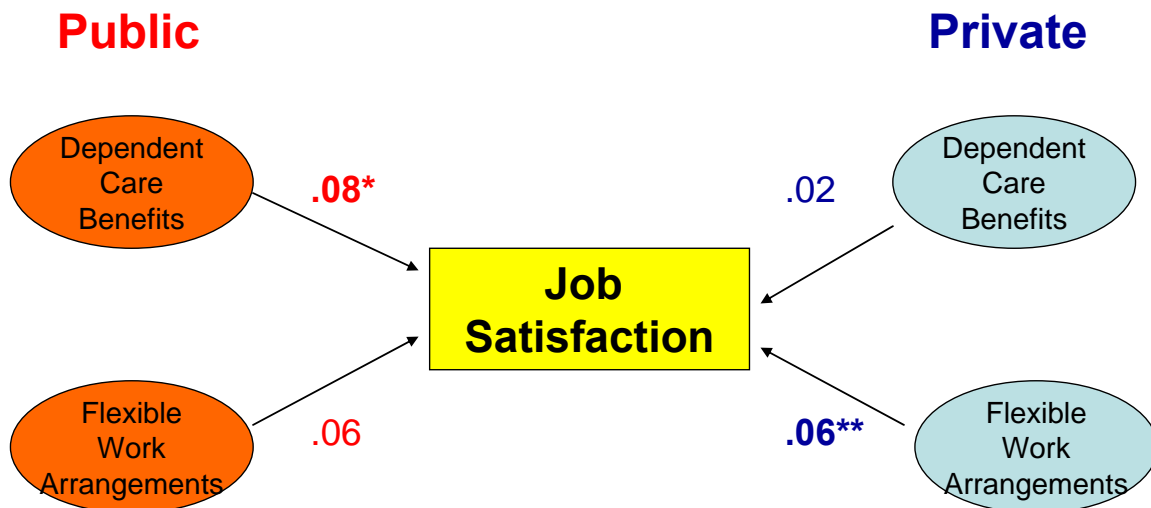 Public
Private
Dependent
Care
Benefits
.08*
.02
Dependent
Care
Benefits
Job
Satisfaction
Flexible
Work
Arrangements
.06
.06**
Flexible
Work
Arrangements